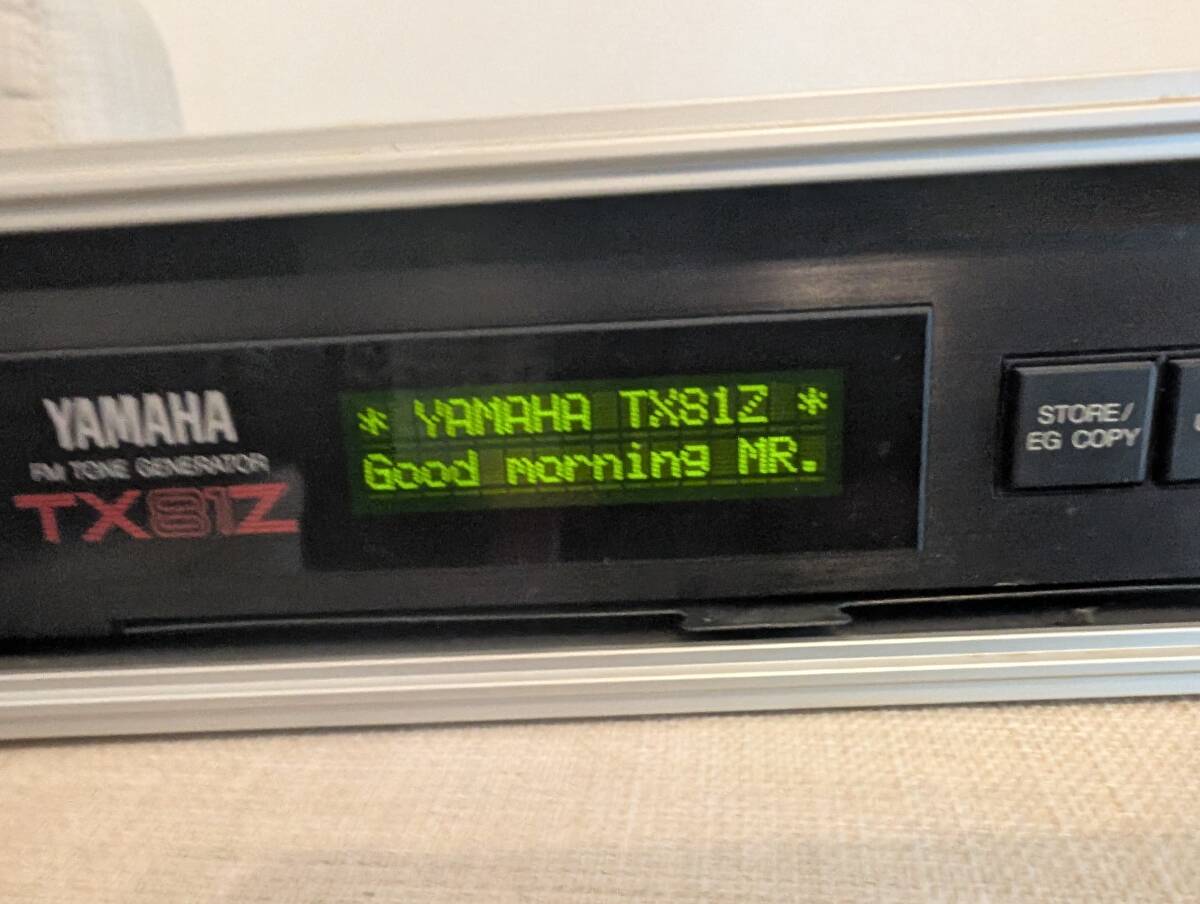 YAMAHA
FM TONE GENERATOR
TX81Z
* YAMAHA TX81Z *
Good morning MR.
STORE/
EG COPY